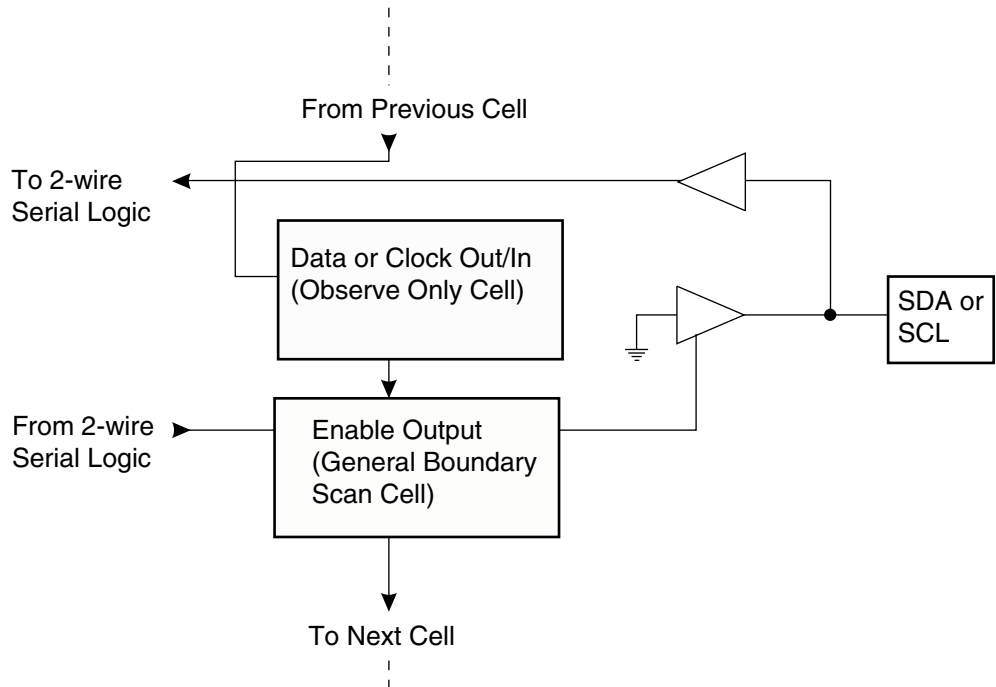 From Previous Cell
To 2-wire
Serial Logic
Data or Clock Out/In
(Observe Only Cell)
SDA or
SCL
From 2-wire
Serial Logic
Enable Output
(General Boundary
Scan Cell)
To Next Cell